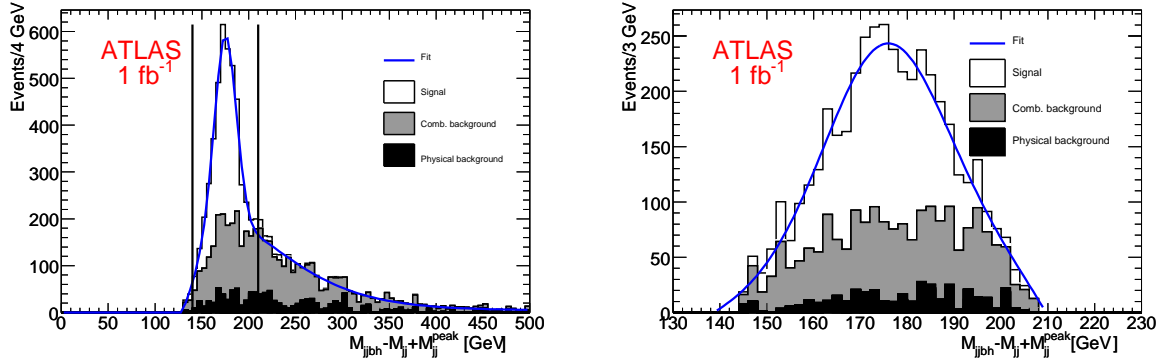 Events/4 GeV
600
500
400
300
200
100
0
0 50 100 150 200 250 300 350 400 450 500
M_jjbh-M_jj+M_jj^peak [GeV]
ATLAS
1 fb^-1
Fit
Signal
Comb. background
Physical background
Events/3 GeV
250
200
150
100
50
0
130 140 150 160 170 180 190 200 210 220 230
M_jjbh-M_jj+M_jj^peak [GeV]
ATLAS
1 fb^-1
Fit
Signal
Comb. background
Physical background